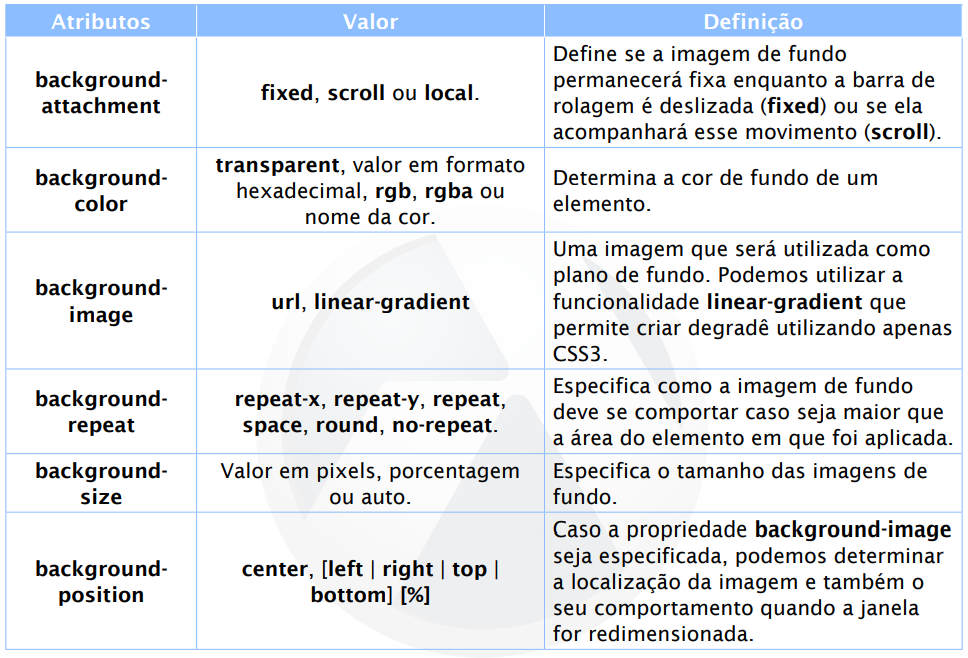 Atributos Valor Definição
background-
attachment
fixed, scroll ou local.
Define se a imagem de fundo
permanecerá fixa enquanto a barra de
rolagem é deslizada (fixed) ou se ela
acompanhará esse movimento (scroll).
background-
color
transparent, valor em formato
hexadecimal, rgb, rgba ou
nome da cor.
Determina a cor de fundo de um
elemento.
background-
image
url, linear-gradient
Uma imagem que será utilizada como
plano de fundo. Podemos utilizar a
funcionalidade linear-gradient que
permite criar degradê utilizando apenas
CSS3.
background-
repeat
repeat-x, repeat-y, repeat,
space, round, no-repeat.
Especifica como a imagem de fundo
deve se comportar caso seja maior que
a área do elemento em que foi aplicada.
background-
size
Valor em pixels, porcentagem
ou auto.
Especifica o tamanho das imagens de
fundo.
background-
position
center, [left | right | top |
bottom] [%]
Caso a propriedade background-image
seja especificada, podemos determinar
a localização da imagem e também o
seu comportamento quando a janela
for redimensionada.